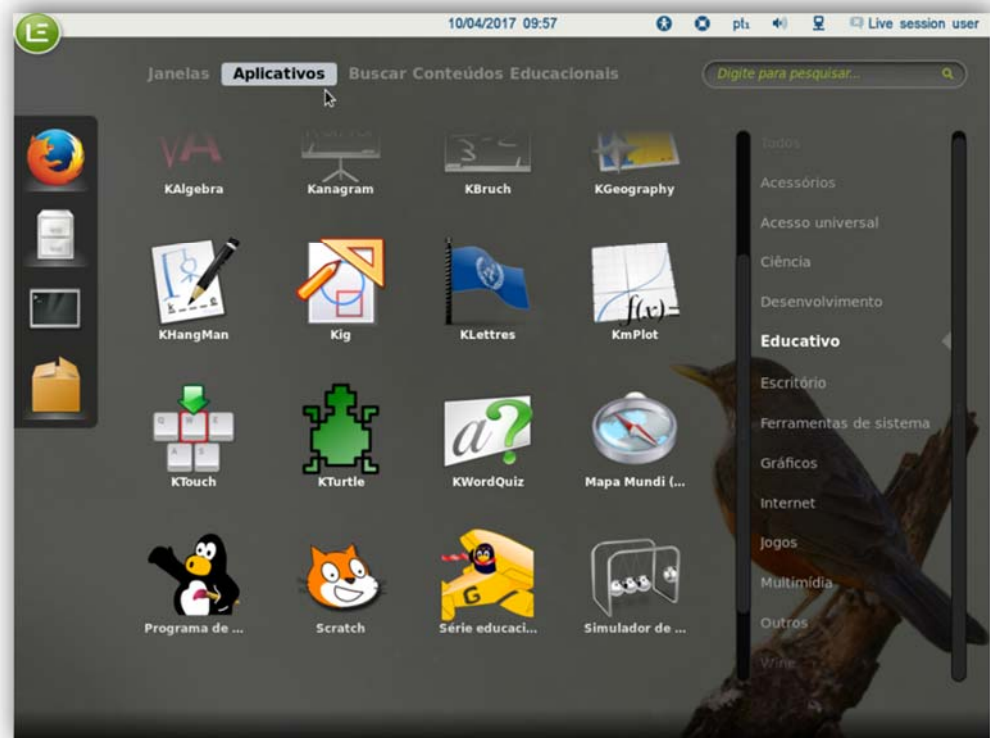 LE
10/04/2017 09:57 pt₁ Live session user
Janelas Aplicativos Buscar Conteúdos Educacionais Digite para pesquisar...
KAlgebra Kanagram KBruch KGeography
KHangMan Kig KLettres KmPlot
KTouch KTurtle KWordQuiz Mapa Mundi (...
Programa de ... Scratch Série educaci... Simulador de ...
Todos
Acessórios
Acesso universal
Ciência
Desenvolvimento
Educativo
Escritório
Ferramentas de sistema
Gráficos
Internet
Jogos
Multimídia
Outros
Wine